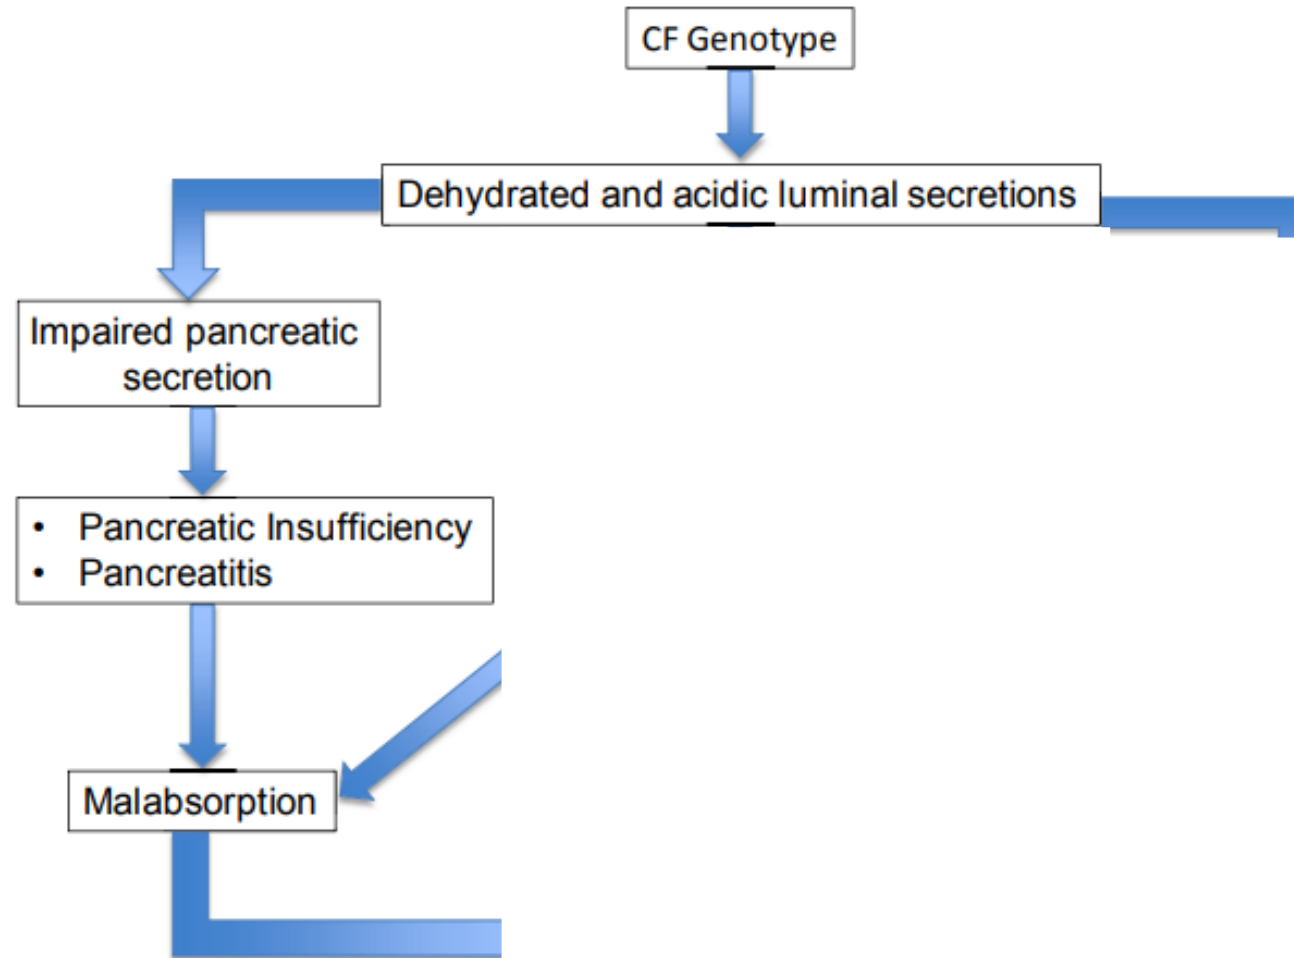 CF Genotype
Dehydrated and acidic luminal secretions
Impaired pancreatic
secretion
• Pancreatic Insufficiency
• Pancreatitis
Malabsorption